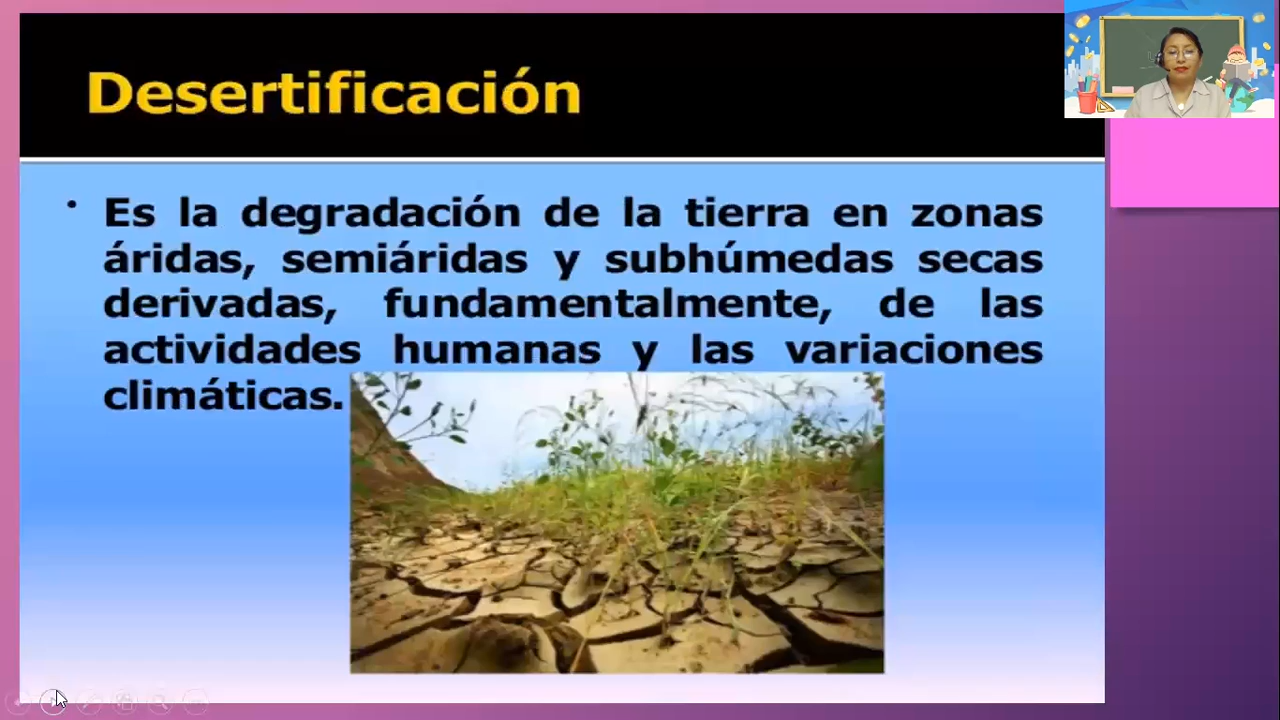 Desertificación
• Es la degradación de la tierra en zonas
áridas, semiáridas y subhúmedas secas
derivadas, fundamentalmente, de las
actividades humanas y las variaciones
climáticas.